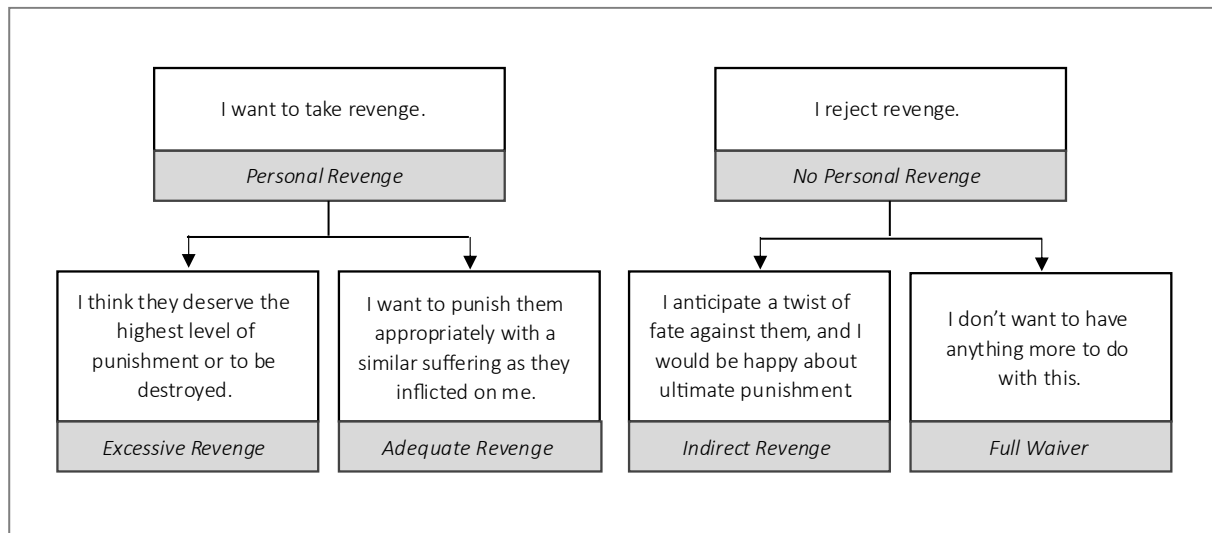 I want to take revenge.
Personal Revenge
I reject revenge.
No Personal Revenge
I think they deserve the
highest level of
punishment or to be
destroyed.
Excessive Revenge
I want to punish them
appropriately with a
similar suffering as they
inflicted on me.
Adequate Revenge
I anticipate a twist of
fate against them, and I
would be happy about
ultimate punishment.
Indirect Revenge
I don’t want to have
anything more to do
with this.
Full Waiver